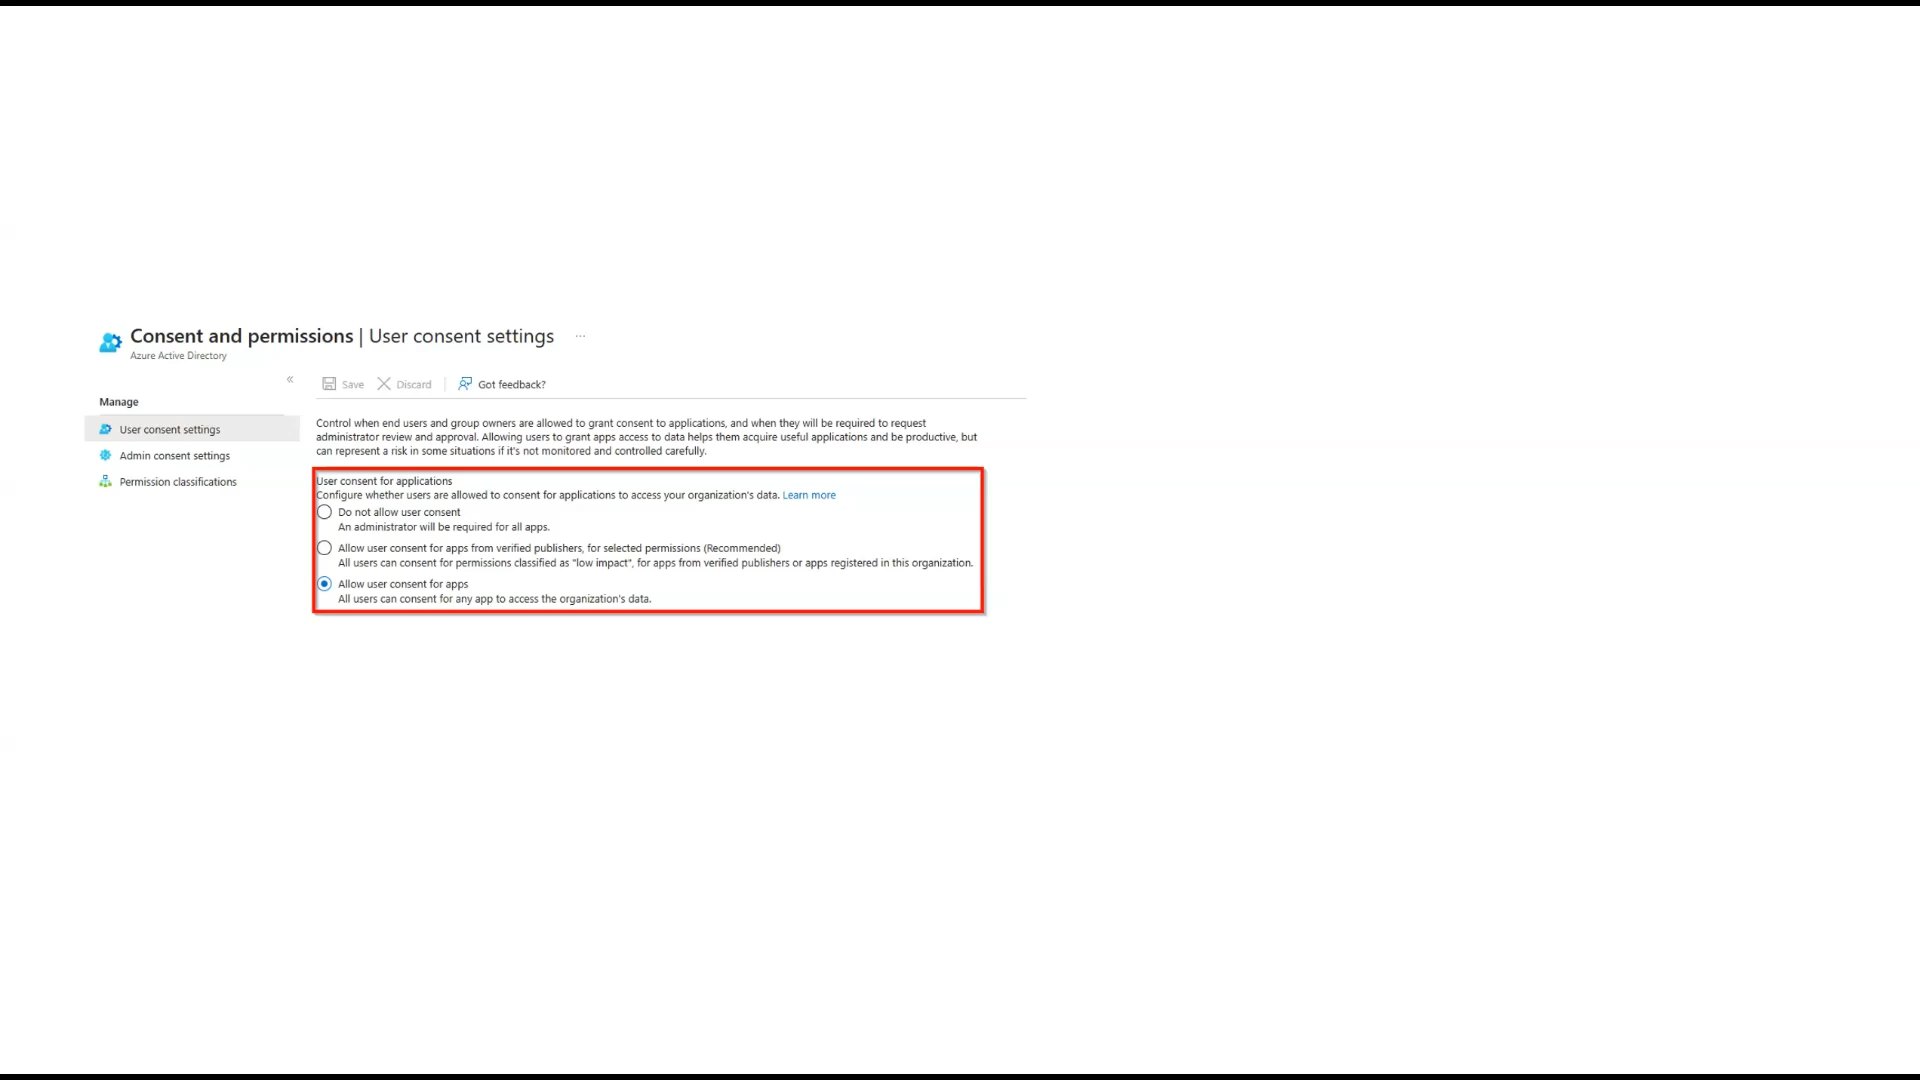 Consent and permissions | User consent settings ...
Azure Active Directory
«
Save Discard Got feedback?
Manage
User consent settings
Admin consent settings
Permission classifications
Control when end users and group owners are allowed to grant consent to applications, and when they will be required to request
administrator review and approval. Allowing users to grant apps access to data helps them acquire useful applications and be productive, but
can represent a risk in some situations if it's not monitored and controlled carefully.
User consent for applications
Configure whether users are allowed to consent for applications to access your organization's data. Learn more
Do not allow user consent
An administrator will be required for all apps.
Allow user consent for apps from verified publishers, for selected permissions (Recommended)
All users can consent for permissions classified as "low impact", for apps from verified publishers or apps registered in this organization.
Allow user consent for apps
All users can consent for any app to access the organization's data.